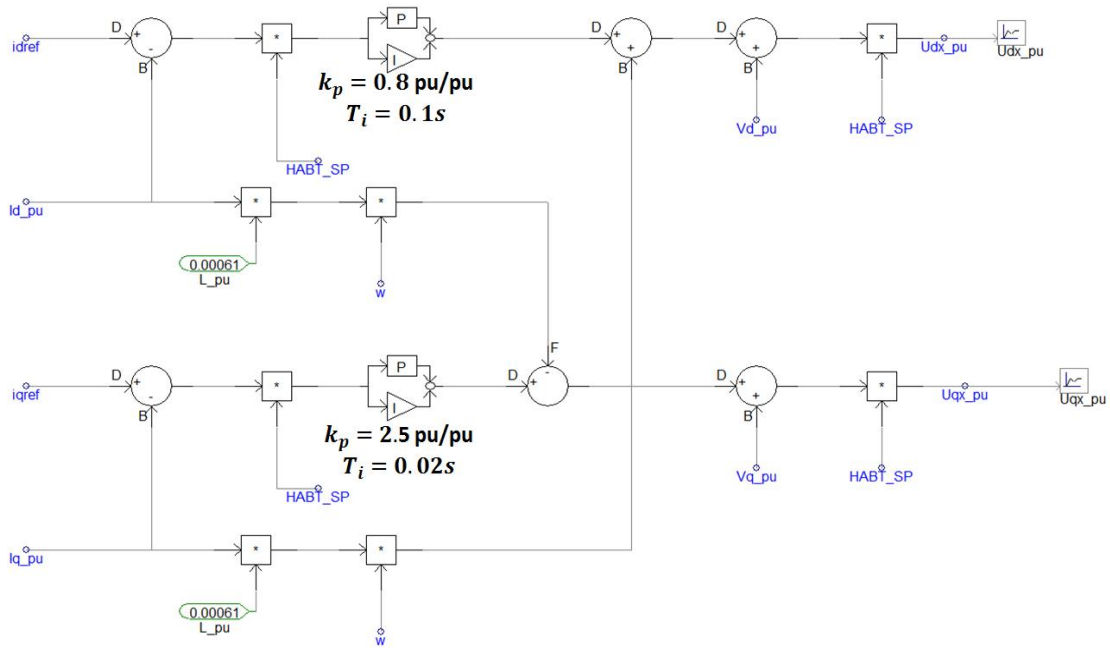 idref
D
+
-
B
*
P
I
D
+
+
B
D
+
+
B
*
Udx_pu
Udx_pu
k_p = 0.8 pu/pu
T_i = 0.1s
HABT_SP
Vd_pu
HABT_SP
Id_pu
*
*
0.00061
L_pu
w
iqref
D
+
-
B
*
P
I
F
D
+
-
D
+
+
B
*
Uqx_pu
Uqx_pu
k_p = 2.5 pu/pu
T_i = 0.02s
HABT_SP
Vq_pu
HABT_SP
Iq_pu
*
*
0.00061
L_pu
w